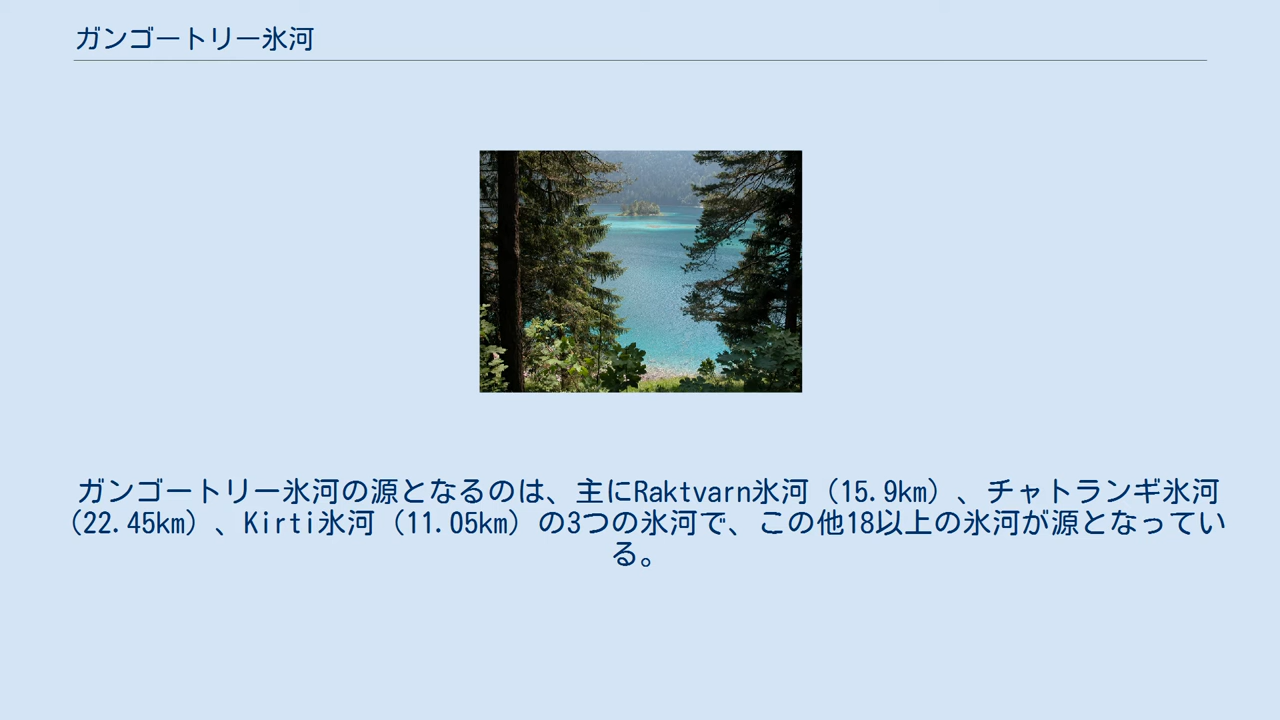 ガンゴートリー氷河
ガンゴートリー氷河の源となるのは、主にRaktvarn氷河（15.9km）、チャトランギ氷河
（22.45km）、Kirti氷河（11.05km）の3つの氷河で、この他18以上の氷河が源となってい
る。